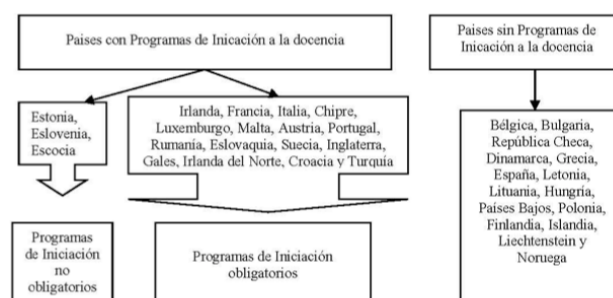 Paises con Programas de Inicación a la docencia
Paises sin Programas de
Inicación a la docencia
Estonia,
Eslovenia,
Escocia
Irlanda, Francia, Italia, Chipre,
Luxemburgo, Malta, Austria, Portugal,
Rumanía, Eslovaquia, Suecia, Inglaterra,
Gales, Irlanda del Norte, Croacia y Turquía
Bélgica, Bulgaria,
República Checa,
Dinamarca, Grecia,
España, Letonia,
Lituania, Hungría,
Países Bajos, Polonia,
Finlandia, Islandia,
Liechtenstein y
Noruega
Programas
de Iniciación
no
obligatorios
Programas de Iniciación
obligatorios